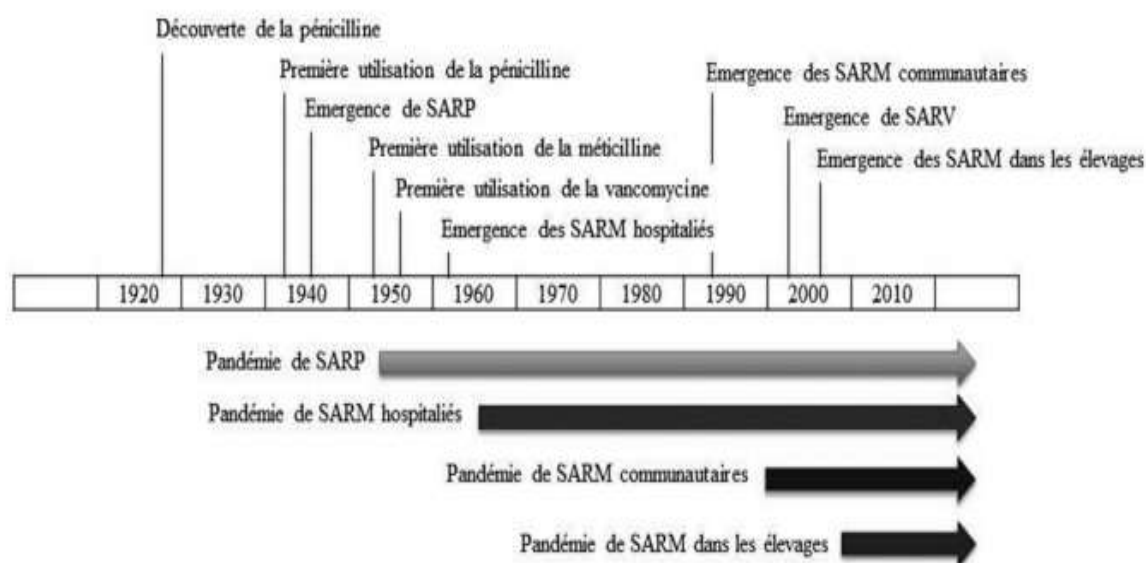 Découverte de la pénicilline
Première utilisation de la pénicilline
Emergence des SARM communautaires
Emergence de SARP
Emergence de SARV
Première utilisation de la méticilline
Emergence des SARM dans les élevages
Première utilisation de la vancomycine
Emergence des SARM hospitaliés
1920 1930 1940 1950 1960 1970 1980 1990 2000 2010
Pandémie de SARP
Pandémie de SARM hospitaliés
Pandémie de SARM communautaires
Pandémie de SARM dans les élevages